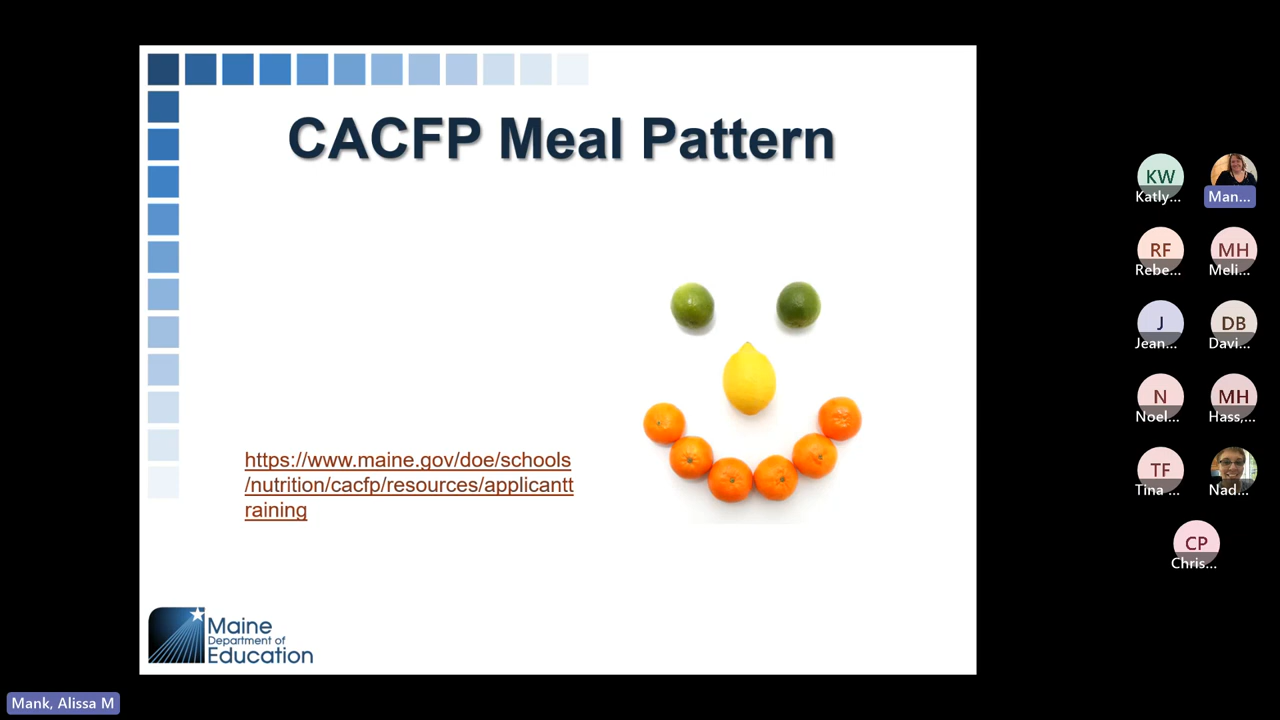 CACFP Meal Pattern
https://www.maine.gov/doe/schools
/nutrition/cacfp/resources/applicantt
raining
Maine
Department of
Education
KW
Katly...
Man...
RF
Rebe...
MH
Meli...
J
Jean...
DB
Davi...
N
Noel...
MH
Hass,...
TF
Tina ...
Nad...
CP
Chris...
Mank, Alissa M